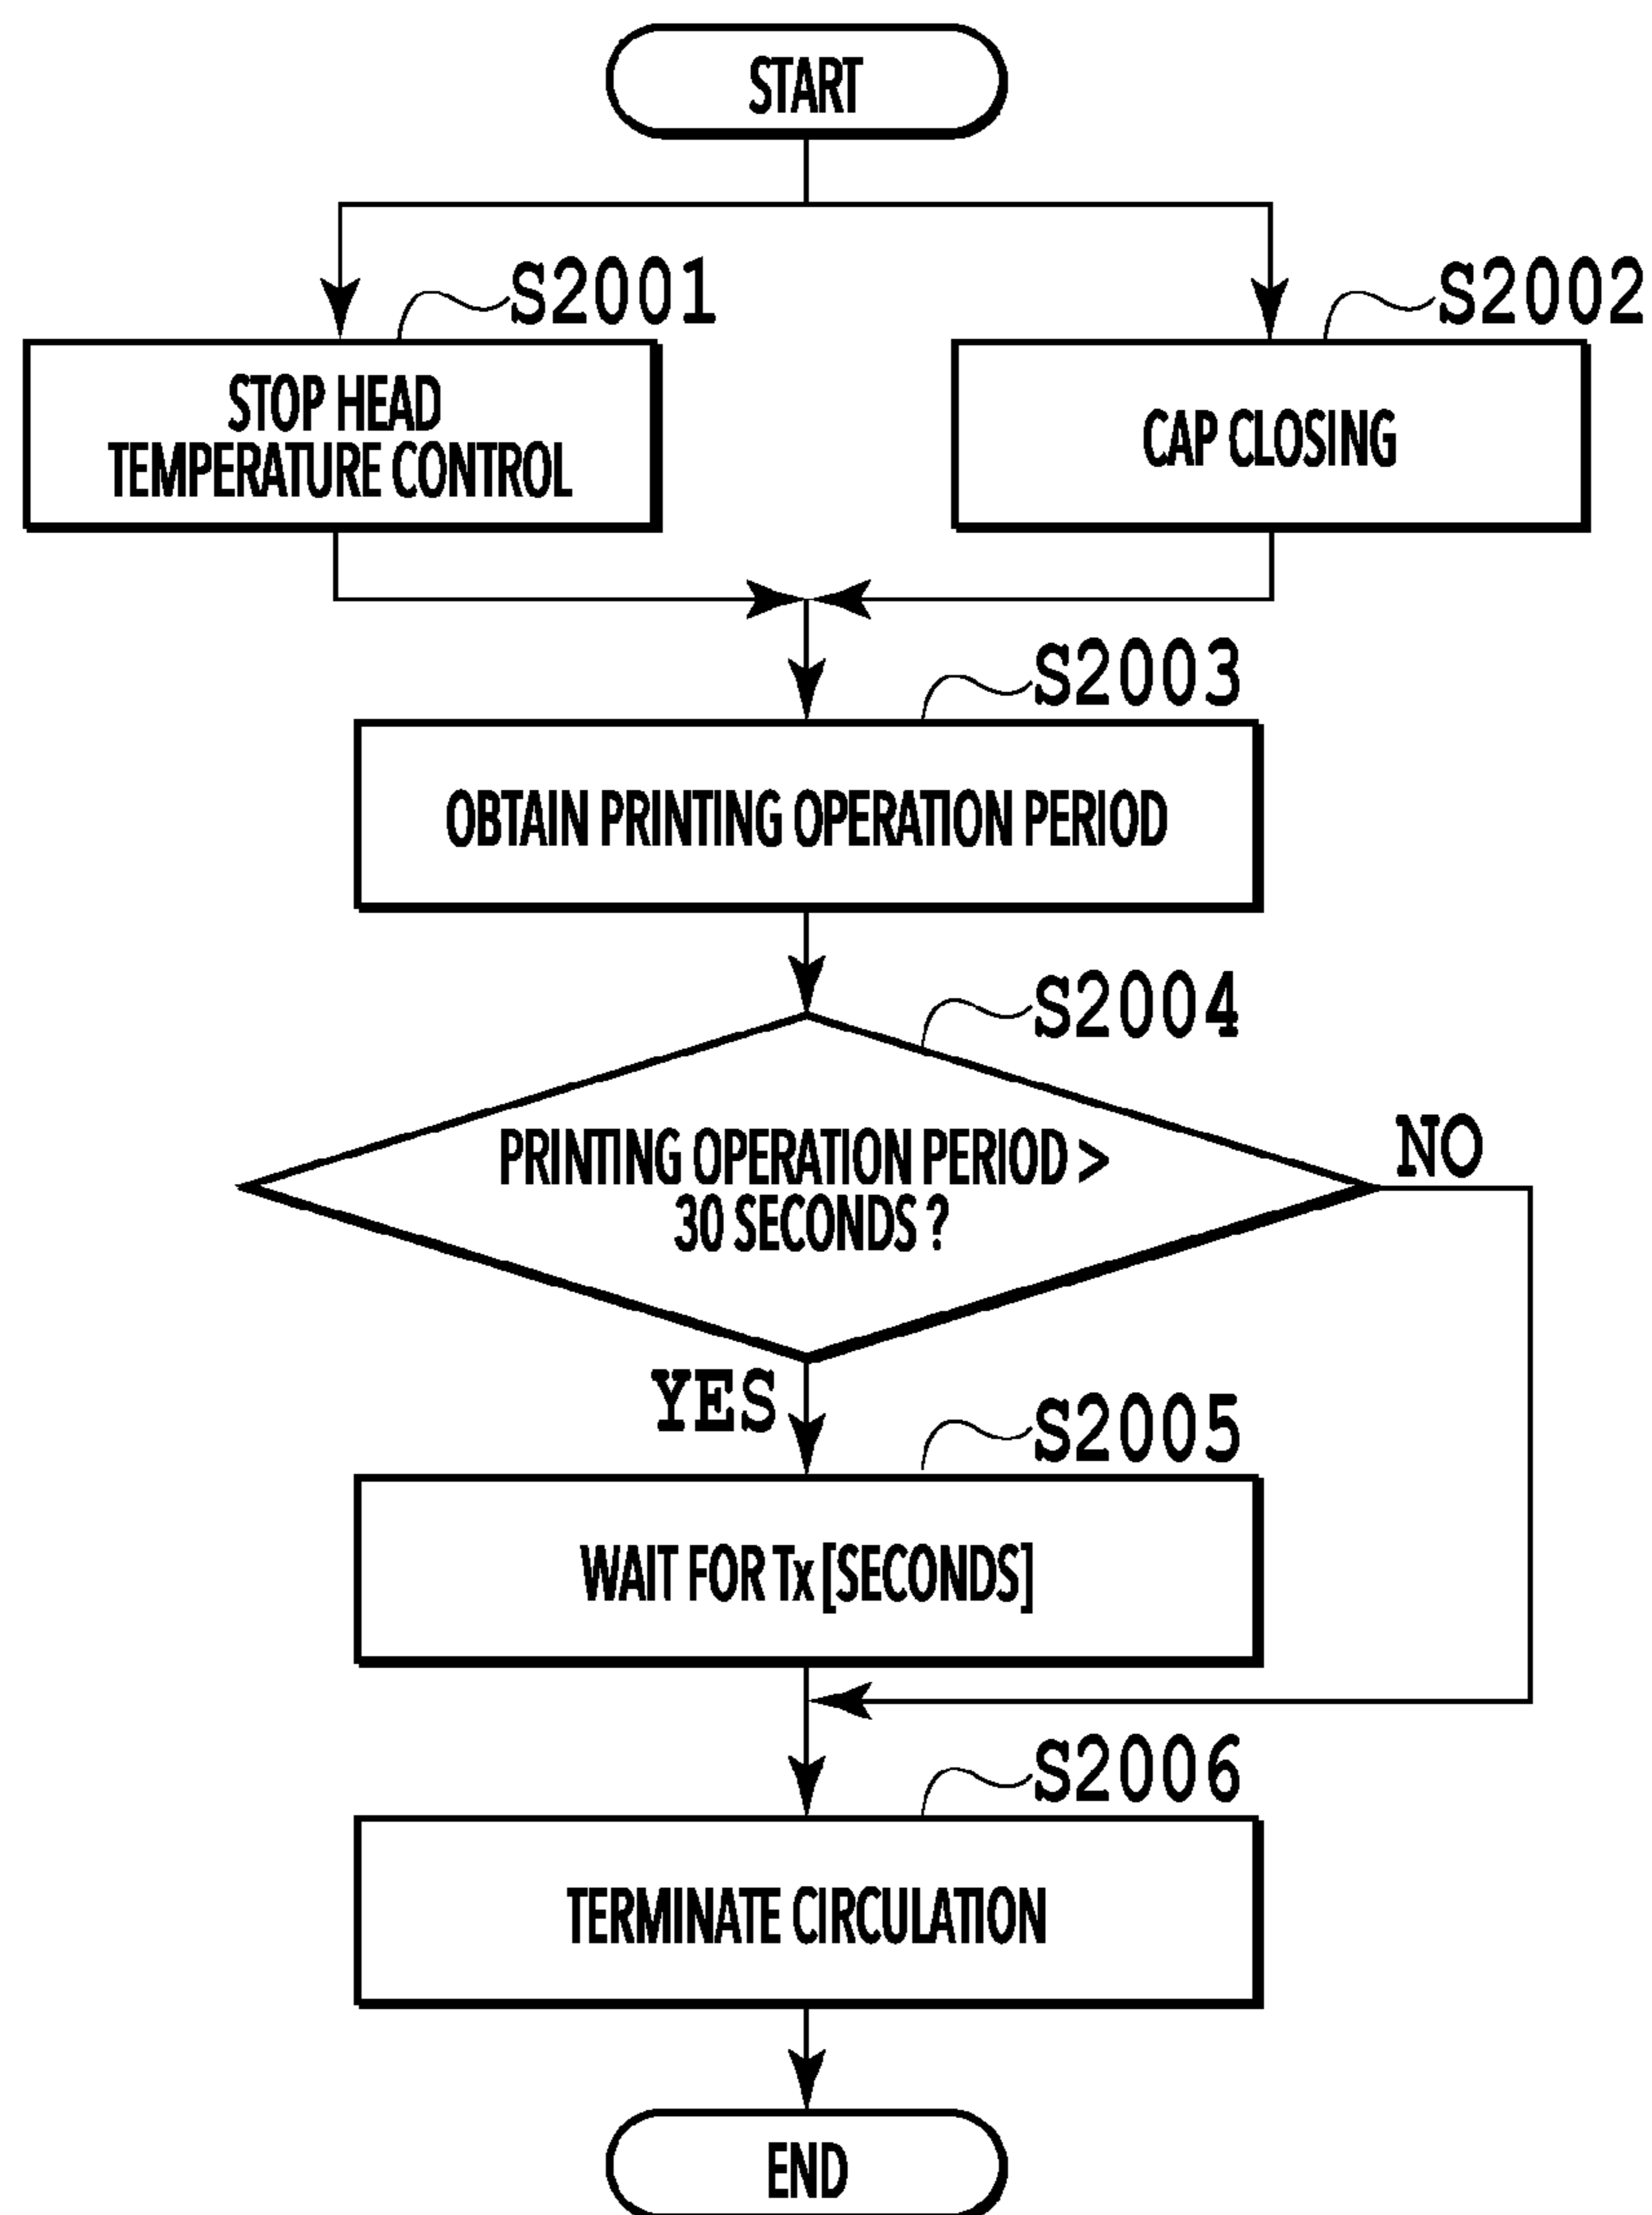 START
S2001
S2002
STOP HEAD
TEMPERATURE CONTROL
CAP CLOSING
S2003
OBTAIN PRINTING OPERATION PERIOD
S2004
PRINTING OPERATION PERIOD >
30 SECONDS ?
NO
YES
S2005
WAIT FOR Tx [SECONDS]
S2006
TERMINATE CIRCULATION
END